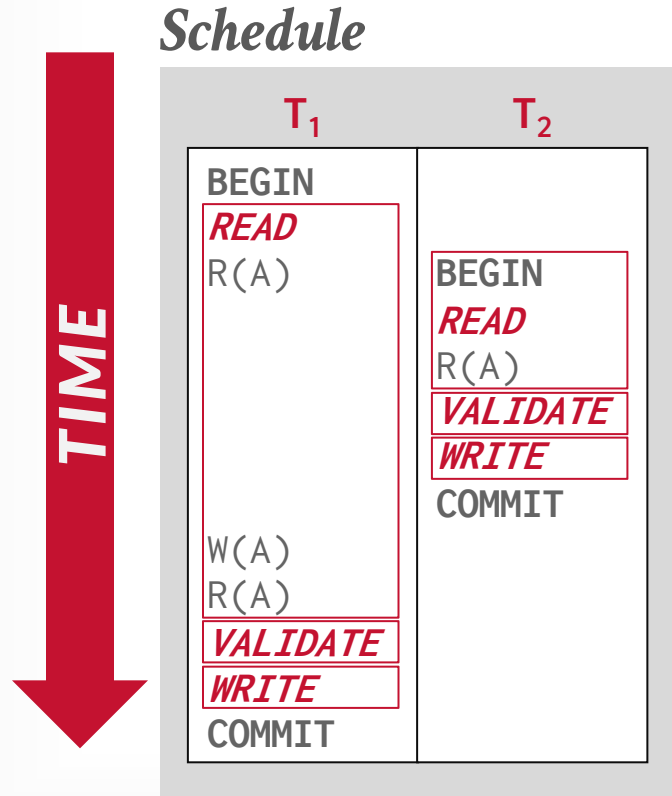 Schedule
TIME
T₁ T₂
BEGIN
READ
R(A) BEGIN
READ
R(A)
VALIDATE
WRITE
COMMIT
W(A)
R(A)
VALIDATE
WRITE
COMMIT